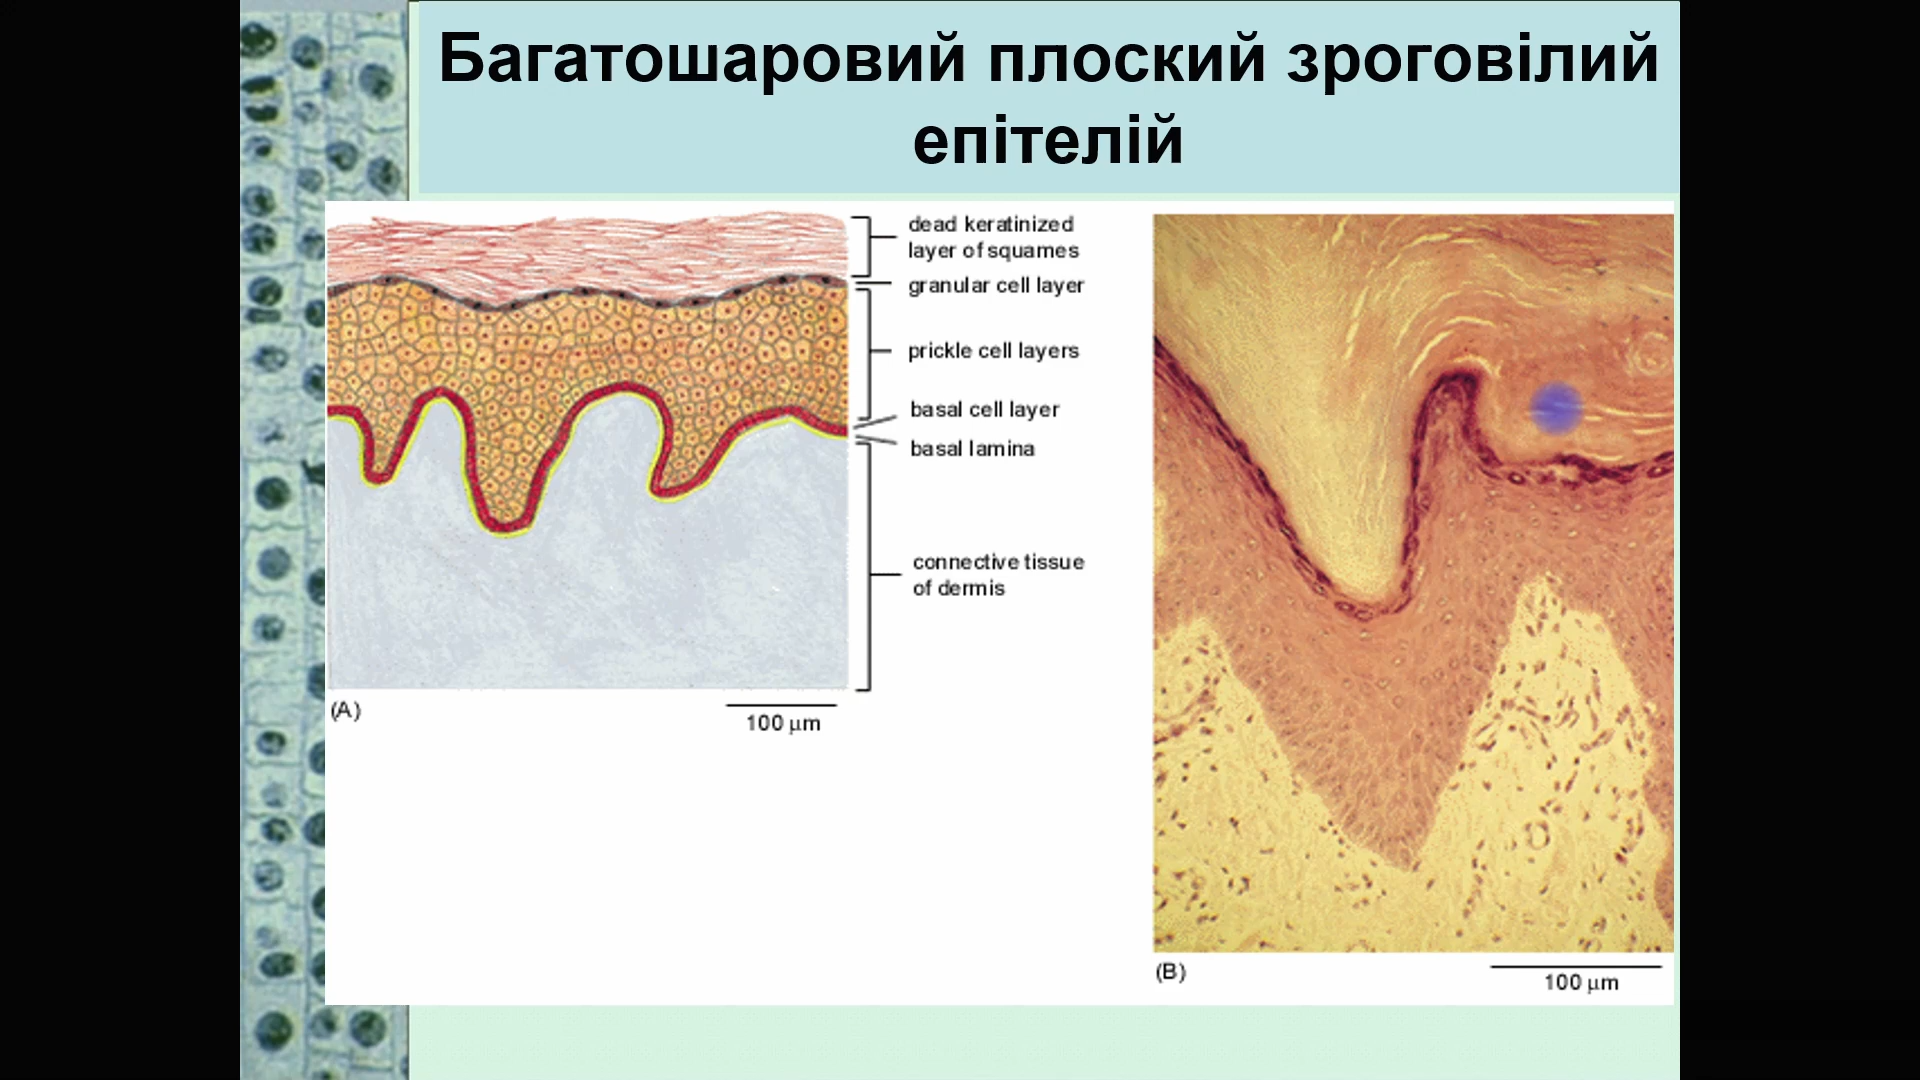 Багатошаровий плоский зроговілий
епітелій
dead keratinized
layer of squames
granular cell layer
prickle cell layers
basal cell layer
basal lamina
connective tissue
of dermis
(A)
100 μm
(B)
100 μm